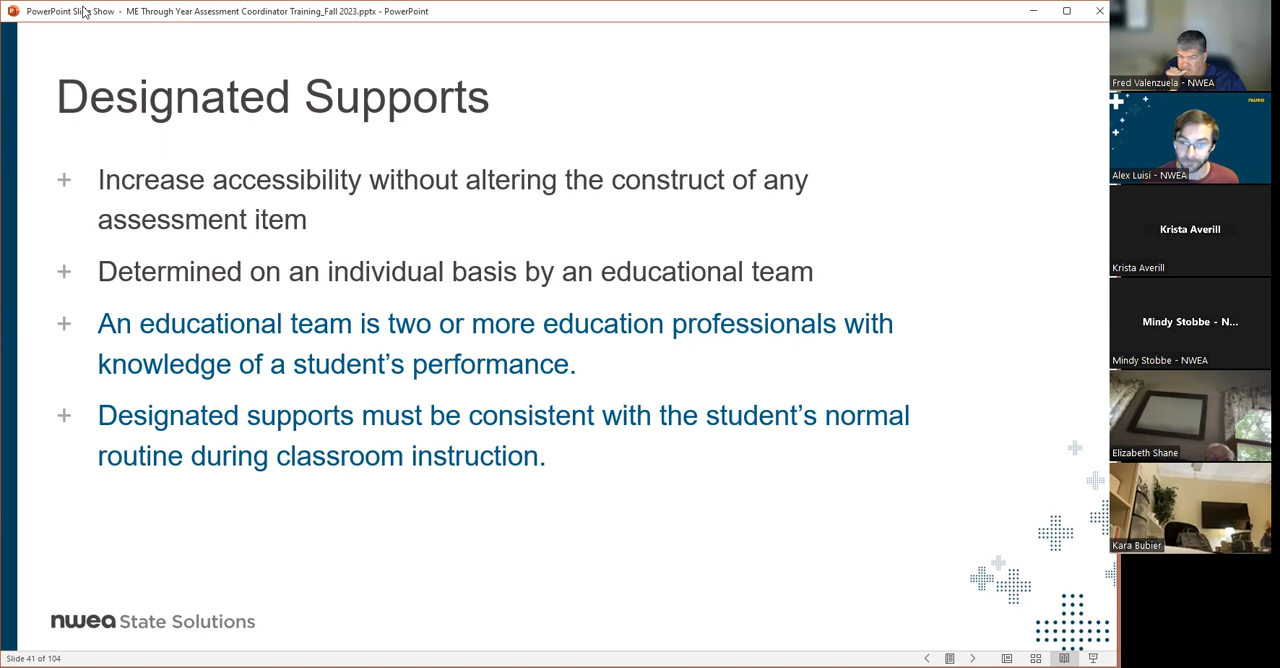 PowerPoint Slide Show - ME Through Year Assessment Coordinator Training_Fall 2023.pptx - PowerPoint
Designated Supports
+ Increase accessibility without altering the construct of any
assessment item
+ Determined on an individual basis by an educational team
+ An educational team is two or more education professionals with
knowledge of a student's performance.
+ Designated supports must be consistent with the student's normal
routine during classroom instruction.
nwea State Solutions
Slide 41 of 104
Fred Valenzuela - NWEA
nwea
Alex Luisi - NWEA
Krista Averill
Krista Averill
Mindy Stobbe - N...
Mindy Stobbe - NWEA
Elizabeth Shane
Kara Bubier